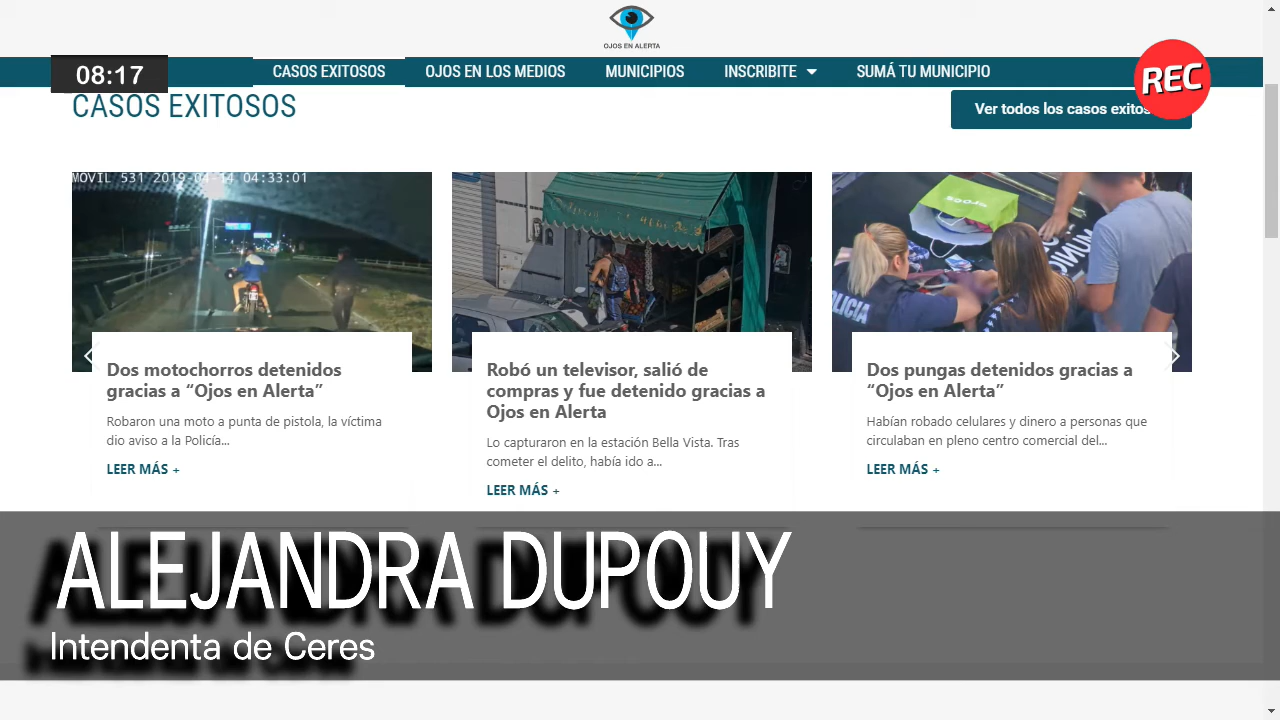 OJOS EN ALERTA
08:17
CASOS EXITOSOS
OJOS EN LOS MEDIOS
MUNICIPIOS
INSCRIBITE
SUMÁ TU MUNICIPIO
REC
CASOS EXITOSOS
Ver todos los casos exitos
MOVIL 531 2019-04-14 04:33:01
POLICIA
Dos motochorros detenidos
gracias a “Ojos en Alerta”
Robaron una moto a punta de pistola, la víctima
dio aviso a la Policía...
LEER MÁS +
Robó un televisor, salió de
compras y fue detenido gracias a
Ojos en Alerta
Lo capturaron en la estación Bella Vista. Tras
cometer el delito, había ido a...
LEER MÁS +
Dos pungas detenidos gracias a
“Ojos en Alerta”
Habían robado celulares y dinero a personas que
circulaban en pleno centro comercial del...
LEER MÁS +
ALEJANDRA DUPOUY
Intendenta de Ceres